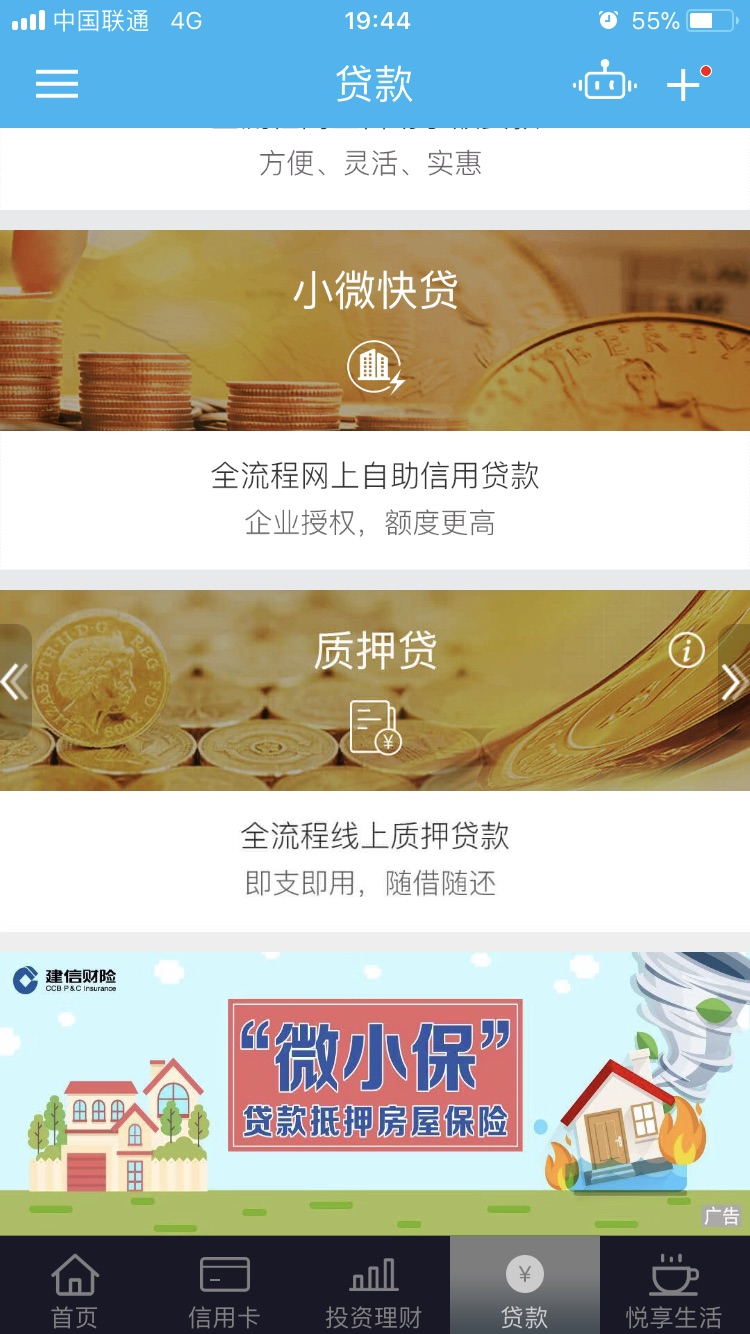 中国联通 4G 19:44 55%
贷款
方便、灵活、实惠
小微快贷
全流程网上自助信用贷款
企业授权，额度更高
质押贷
全流程线上质押贷款
即支即用，随借随还
建信财险
CCB P&C Insurance
“微小保”
贷款抵押房屋保险
广告
首页 信用卡 投资理财 贷款 悦享生活